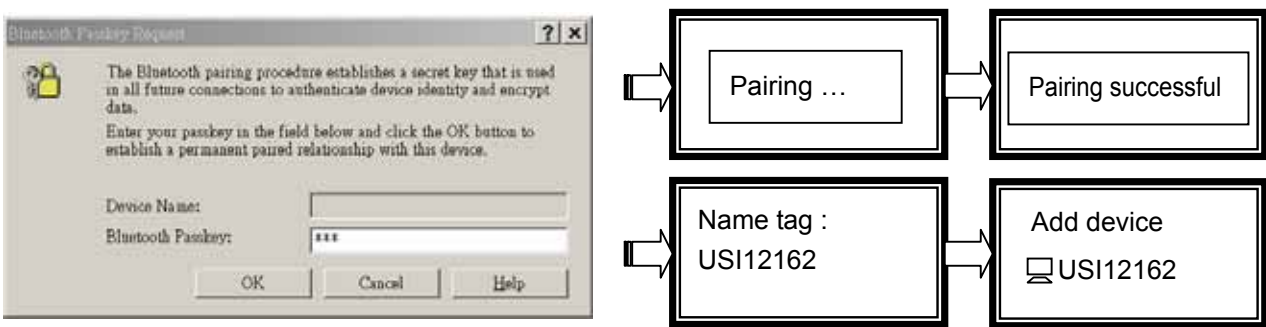 Bluetooth Passkey Request
The Bluetooth pairing procedure establishes a secret key that is used
in all future connections to authenticate device identity and encrypt
data.
Enter your passkey in the field below and click the OK button to
establish a permanent paired relationship with this device.
Device Name:
Bluetooth Passkey:
***
OK
Cancel
Help
Pairing …
Pairing successful
Name tag :
USI12162
Add device
USI12162